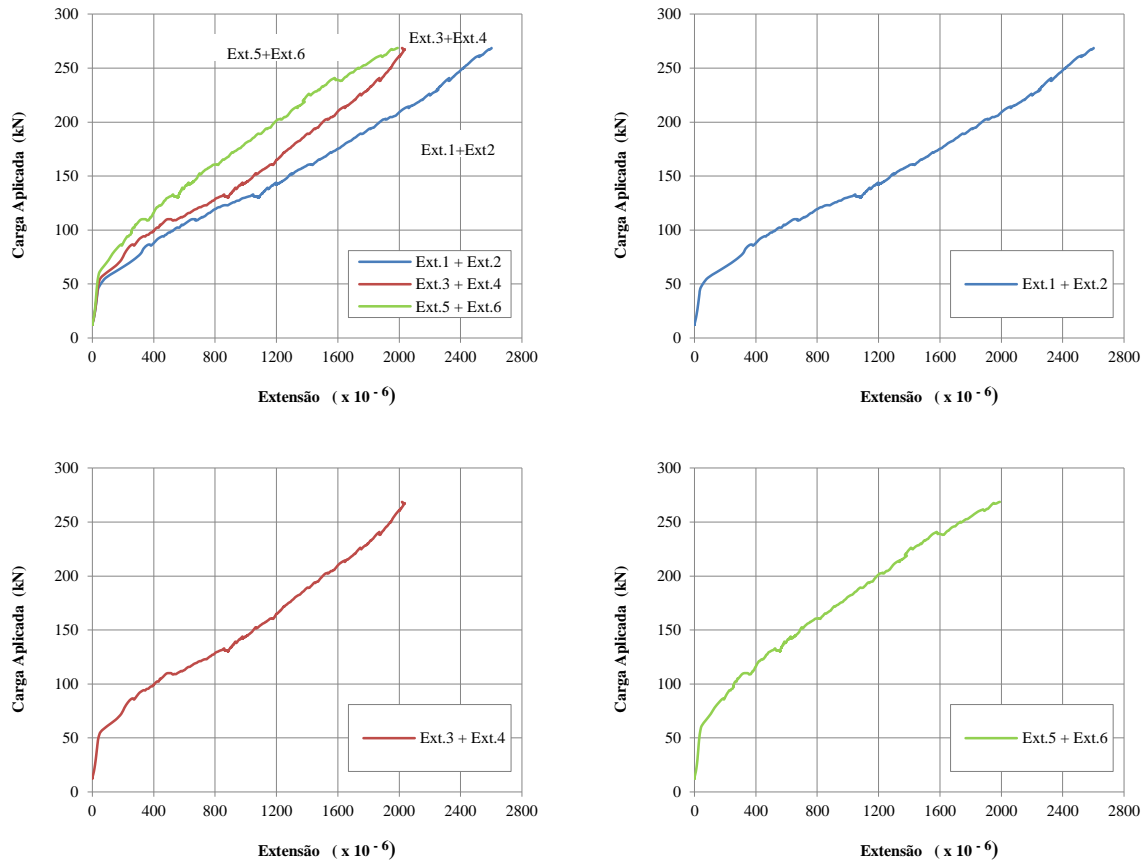 300
250
200
150
100
50
0
0 400 800 1200 1600 2000 2400 2800
Carga Aplicada (kN)
Extensão ( x 10 - 6)
Ext.5+Ext.6
Ext.3+Ext.4
Ext.1+Ext2
Ext.1 + Ext.2
Ext.3 + Ext.4
Ext.5 + Ext.6
300
250
200
150
100
50
0
0 400 800 1200 1600 2000 2400 2800
Carga Aplicada (kN)
Extensão ( x 10 - 6)
Ext.1 + Ext.2
300
250
200
150
100
50
0
0 400 800 1200 1600 2000 2400 2800
Carga Aplicada (kN)
Extensão ( x 10 - 6)
Ext.3 + Ext.4
300
250
200
150
100
50
0
0 400 800 1200 1600 2000 2400 2800
Carga Aplicada (kN)
Extensão ( x 10 - 6)
Ext.5 + Ext.6